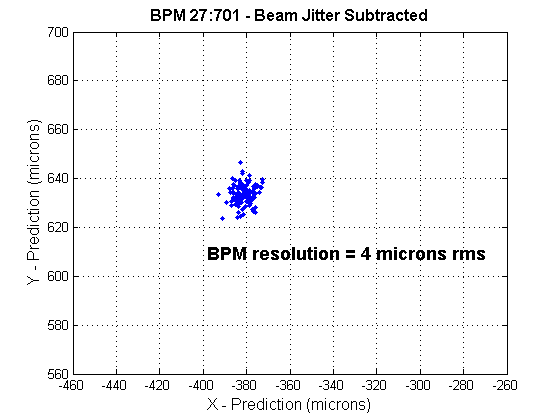 BPM 27:701 - Beam Jitter Subtracted
700
680
660
640
620
600
580
560
Y - Prediction (microns)
BPM resolution = 4 microns rms
-460 -440 -420 -400 -380 -360 -340 -320 -300 -280 -260
X - Prediction (microns)